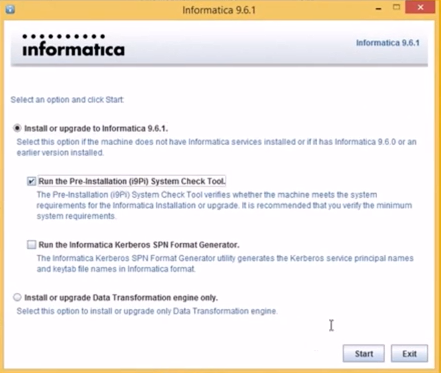 Informatica 9.6.1
informatica
Informatica 9.6.1
Select an option and click Start:
Install or upgrade to Informatica 9.6.1.
Select this option if the machine does not have Informatica services installed or if it has Informatica 9.6.0 or an
earlier version installed.
Run the Pre-Installation (i9Pi) System Check Tool.
The Pre-Installation (i9Pi) System Check Tool verifies whether the machine meets the system
requirements for the Informatica Installation or upgrade. It is recommended that you verify the minimum
system requirements.
Run the Informatica Kerberos SPN Format Generator.
The Informatica Kerberos SPN Format Generator utility generates the Kerberos service principal names
and keytab file names in Informatica format.
Install or upgrade Data Transformation engine only.
Select this option to install or upgrade only Data Transformation engine.
Start
Exit